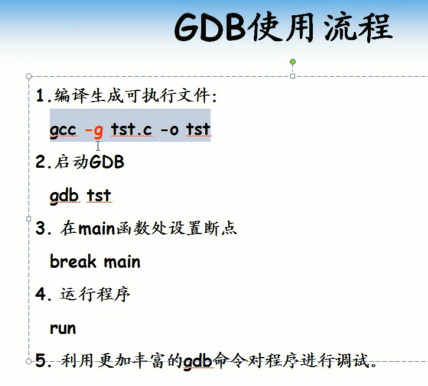 GDB使用流程
1.编译生成可执行文件:
gcc -g tst.c -o tst
2.启动GDB
gdb tst
3. 在main函数处设置断点
break main
4. 运行程序
run
5. 利用更加丰富的gdb命令对程序进行调试。